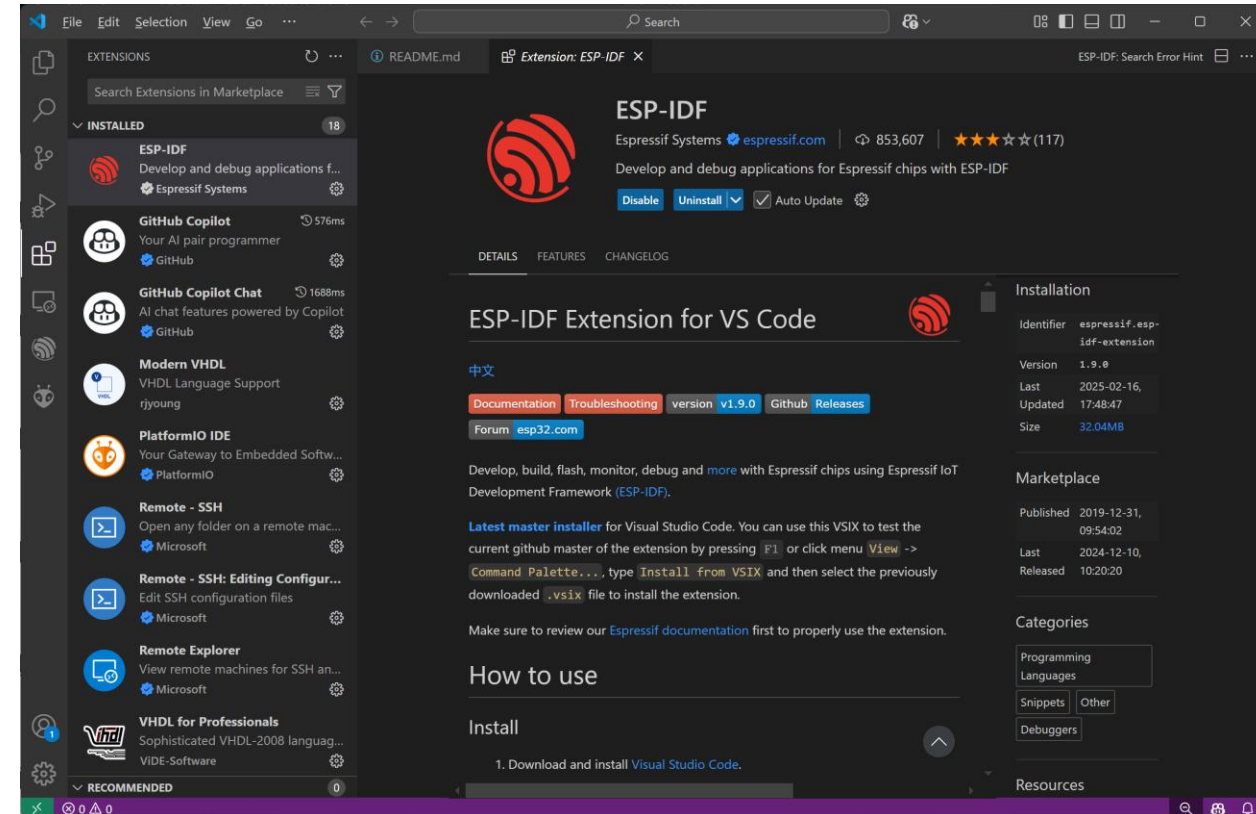 File Edit Selection View Go ···
Search
EXTENSIONS
Search Extensions in Marketplace
INSTALLED 18
ESP-IDF
Develop and debug applications f...
Espressif Systems
GitHub Copilot 576ms
Your AI pair programmer
GitHub
GitHub Copilot Chat 1688ms
AI chat features powered by Copilot
GitHub
Modern VHDL
VHDL Language Support
rjyoung
PlatformIO IDE
Your Gateway to Embedded Softw...
PlatformIO
Remote - SSH
Open any folder on a remote mac...
Microsoft
Remote - SSH: Editing Configur...
Edit SSH configuration files
Microsoft
Remote Explorer
View remote machines for SSH an...
Microsoft
VHDL for Professionals
Sophisticated VHDL-2008 languag...
ViDE-Software
RECOMMENDED 0
1
0 0
README.md
Extension: ESP-IDF
ESP-IDF: Search Error Hint
ESP-IDF
Espressif Systems espressif.com 853,607 (117)
Develop and debug applications for Espressif chips with ESP-IDF
Disable Uninstall Auto Update
DETAILS FEATURES CHANGELOG
ESP-IDF Extension for VS Code
中文
Documentation Troubleshooting version v1.9.0 Github Releases
Forum esp32.com
Develop, build, flash, monitor, debug and more with Espressif chips using Espressif IoT
Development Framework (ESP-IDF).
Latest master installer for Visual Studio Code. You can use this VSIX to test the
current github master of the extension by pressing F1 or click menu View ->
Command Palette..., type Install from VSIX and then select the previously
downloaded .vsix file to install the extension.
Make sure to review our Espressif documentation first to properly use the extension.
How to use
Install
1. Download and install Visual Studio Code.
Installation
Identifier espressif.esp-
idf-extension
Version 1.9.0
Last 2025-02-16,
Updated 17:48:47
Size 32.04MB
Marketplace
Published 2019-12-31,
09:54:02
Last 2024-12-10,
Released 10:20:20
Categories
Programming
Languages
Snippets Other
Debuggers
Resources